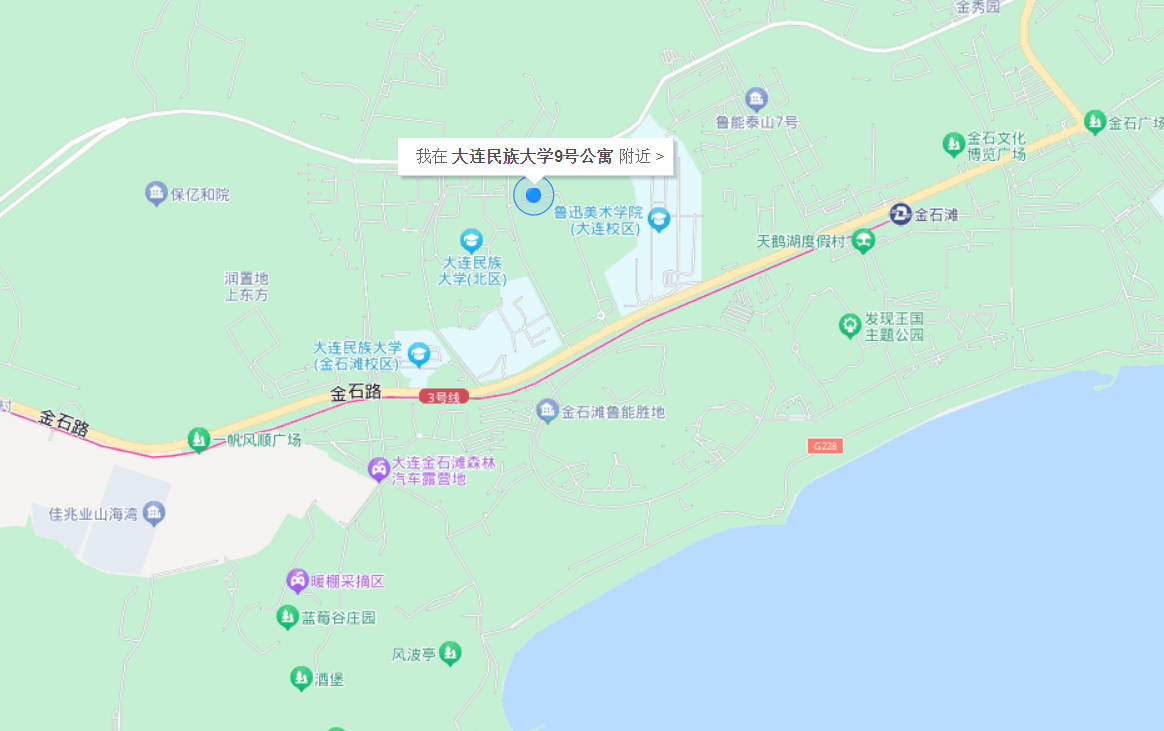 金秀园
鲁能泰山7号
金石广场
金石文化
博览广场
我在 大连民族大学9号公寓 附近 >
保亿和院
鲁迅美术学院
(大连校区)
金石滩
天鹅湖度假村
大连民族
大学(北区)
润置地
上东方
发现王国
主题公园
大连民族大学
(金石滩校区)
金石路
3号线
村
金石路
金石滩鲁能胜地
一帆风顺广场
G228
大连金石滩森林
汽车露营地
佳兆业山海湾
暖棚采摘区
蓝莓谷庄园
风波亭
酒堡